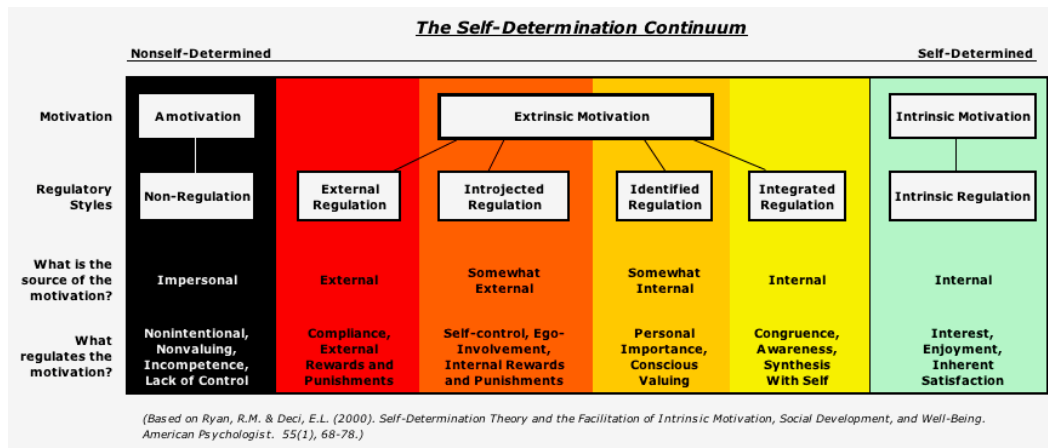 The Self-Determination Continuum
Nonself-Determined Self-Determined
Motivation Amotivation Extrinsic Motivation Intrinsic Motivation
Regulatory Styles
Non-Regulation
External Regulation
Introjected Regulation
Identified Regulation
Integrated Regulation
Intrinsic Regulation
What is the
source of the
motivation?
Impersonal
External
Somewhat
External
Somewhat
Internal
Internal
Internal
What
regulates the
motivation?
Nonintentional,
Nonvaluing,
Incompetence,
Lack of Control
Compliance,
External
Rewards and
Punishments
Self-control, Ego-
Involvement,
Internal Rewards
and Punishments
Personal
Importance,
Conscious
Valuing
Congruence,
Awareness,
Synthesis
With Self
Interest,
Enjoyment,
Inherent
Satisfaction
(Based on Ryan, R.M. & Deci, E.L. (2000). Self-Determination Theory and the Facilitation of Intrinsic Motivation, Social Development, and Well-Being.
American Psychologist. 55(1), 68-78.)